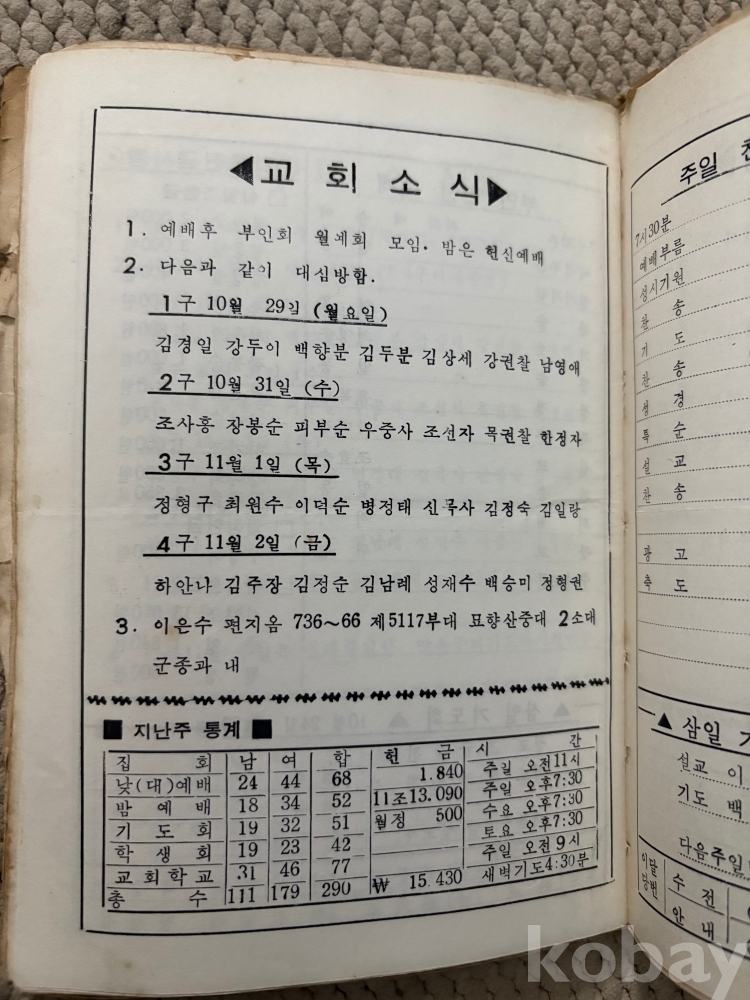 ◀교 회 소 식▶
1. 예배후 부인회 월례회 모임. 밤은 헌신예배
2. 다음과 같이 대심방함.
1구 10월 29일 (월요일)
김경일 강두이 백향분 김두분 김상세 강권찰 남영애
2구 10월 31일 (수)
조사홍 장봉순 피부순 우중사 조선자 목권찰 한경자
3구 11월 1일 (목)
정형구 최원수 이덕순 병정태 신목사 김정숙 김일랑
4구 11월 2일 (금)
하안나 김주장 김정순 김남례 성재수 백승미 정형권
3. 이은수 편지옴 736~66 제5117부대 묘향산중대 2소대
군종과 내
■ 지난주 통계 ■
집 회 남 여 합 헌 금 시 간
낮(대)예배 24 44 68 1.840 주일 오전11시
밤 예 배 18 34 52 11조13.090 주일 오후7:30
기 도 회 19 32 51 월정 500 수요 오후7:30
학 생 회 19 23 42 토요 오후7:30
교회학교 31 46 77 주일 오전 9시
총 수 111 179 290 ₩ 15.430 새벽기도4:30분
주일
7시30분
예배부름
성시기원
찬 송
기 도
찬 송
성 경
특 순
설 교
찬 송
광 고
축 도
▲ 삼일
설교 이
기도 백
다음주일
이달당번
수 전
안 내
kobay